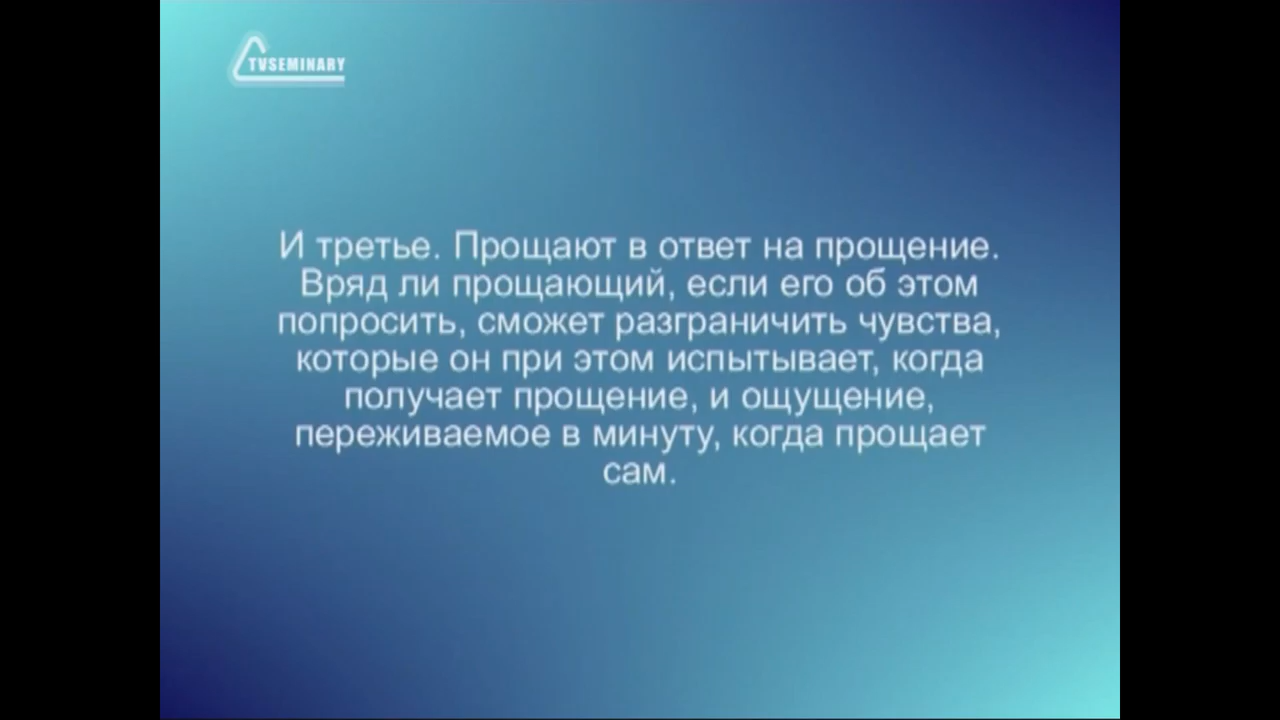 TVSEMINARY
И третье. Прощают в ответ на прощение.
Вряд ли прощающий, если его об этом
попросить, сможет разграничить чувства,
которые он при этом испытывает, когда
получает прощение, и ощущение,
переживаемое в минуту, когда прощает
сам.